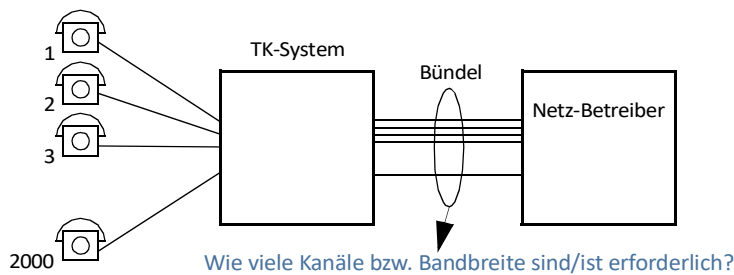 1
TK-System
Bündel
2
Netz-Betreiber
3
2000
Wie viele Kanäle bzw. Bandbreite sind/ist erforderlich?